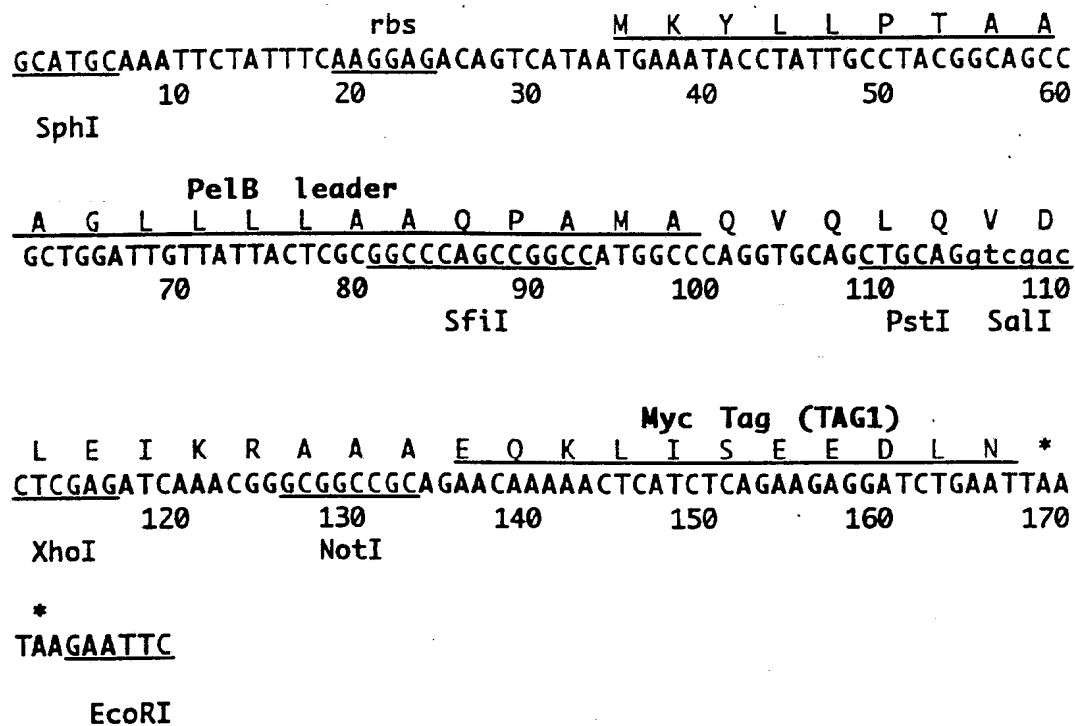 rbs M K Y L L P T A A
GCATGCAAATTCTATTTCAAGGAGACAGTCATAATGAAATACCTATTGCCTACGGCAGCC
10 20 30 40 50 60
SphI
PelB leader
A G L L L L A A Q P A M A Q V Q L Q V D
GCTGGATTGTTATTACTCGCGGCCCAGCCGGCCATGGCCCAGGTGCAGCTGCAGgtcgac
70 80 90 100 110 110
SfiI PstI SalI
Myc Tag (TAG1)
L E I K R A A A E Q K L I S E E D L N *
CTCGAGATCAAACGGGCGGCCGCAGAACAAAAACTCATCTCAGAAGAGGATCTGAATTAA
120 130 140 150 160 170
XhoI NotI
*
TAAGAATTC
EcoRI